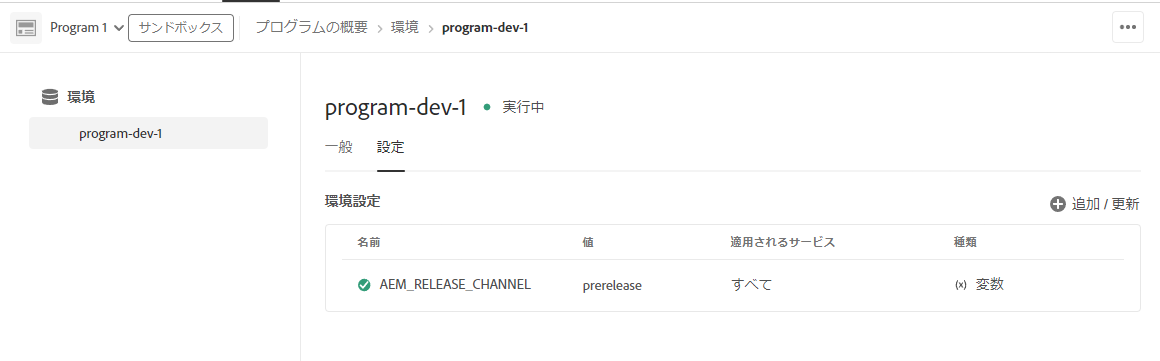 Program 1 サンドボックス プログラムの概要 環境 program-dev-1
環境
program-dev-1
program-dev-1 実行中
一般 設定
環境設定
追加 / 更新
名前 値 適用されるサービス 種類
AEM_RELEASE_CHANNEL prerelease すべて (x) 変数